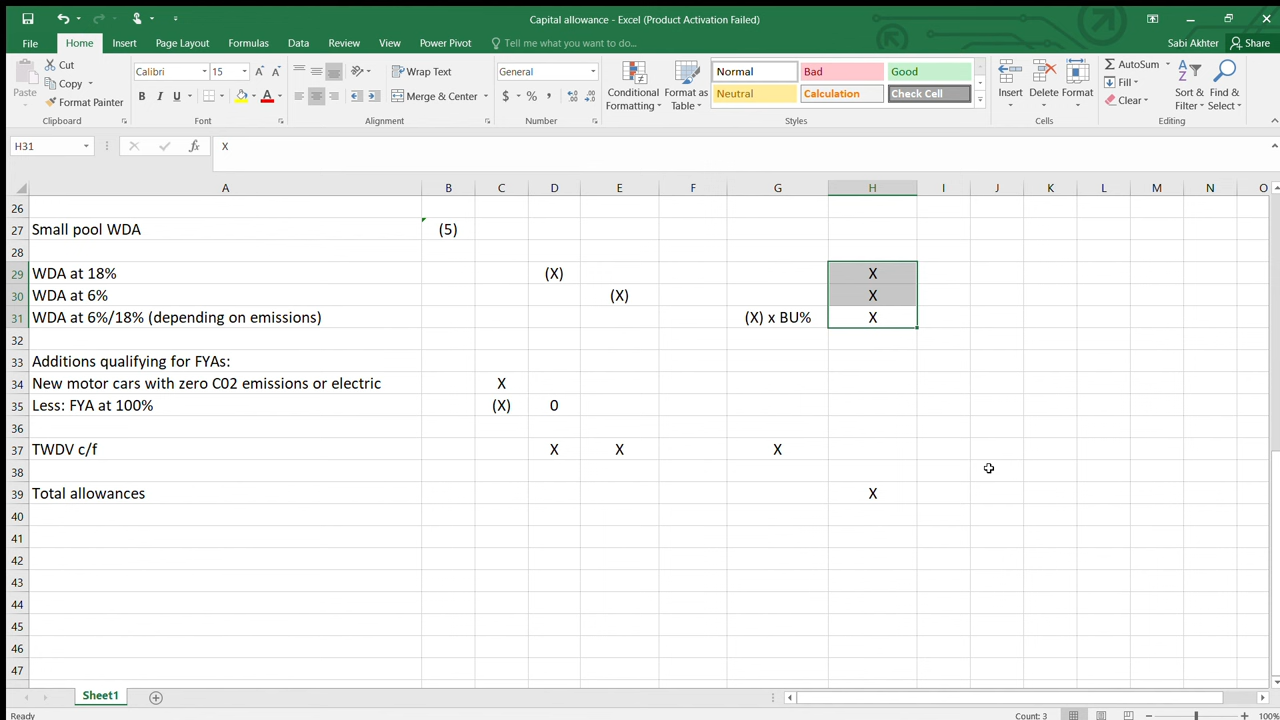 Capital allowance - Excel (Product Activation Failed)
File Home Insert Page Layout Formulas Data Review View Power Pivot Tell me what you want to do... Sabi Akhter Share
Paste Cut Copy Format Painter
Clipboard
Calibri 15 A A
B I U A
Font
Wrap Text
Merge & Center
Alignment
General
$ % ,
Number
Conditional Formatting Format as Table
Normal Bad Good
Neutral Calculation Check Cell
Styles
Insert Delete Format
Cells
AutoSum
Fill
Clear
Sort & Filter Find & Select
Editing
H31 fx X
A B C D E F G H I J K L M N O
26
27 Small pool WDA (5)
28
29 WDA at 18% (X) X
30 WDA at 6% (X) X
31 WDA at 6%/18% (depending on emissions) (X) x BU% X
32
33 Additions qualifying for FYAs:
34 New motor cars with zero C02 emissions or electric X
35 Less: FYA at 100% (X) 0
36
37 TWDV c/f X X X
38
39 Total allowances X
40
41
42
43
44
45
46
47
Sheet1
Ready Count: 3 100%